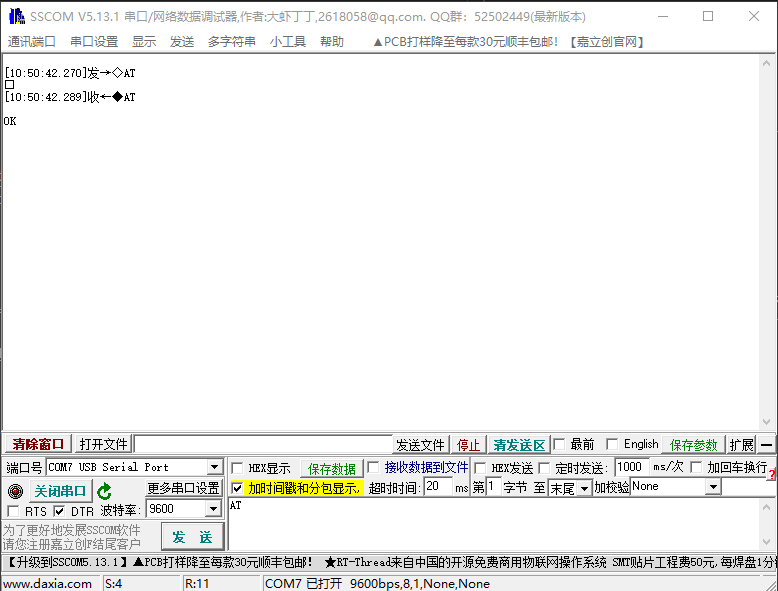 SSCOM V5.13.1 串口/网络数据调试器,作者:大虾丁丁,2618058@qq.com. QQ群：52502449(最新版本)
通讯端口 串口设置 显示 发送 多字符串 小工具 帮助 ▲PCB打样降至每款30元顺丰包邮！【嘉立创官网】
[10:50:42.270]发→◇AT
□
[10:50:42.289]收←◆AT
OK
清除窗口 打开文件 发送文件 停止 清发送区 最前 English 保存参数 扩展 —
端口号 COM7 USB Serial Port HEX显示 保存数据 接收数据到文件 HEX发送 定时发送: 1000 ms/次 加回车换行
关闭串口 更多串口设置 加时间戳和分包显示, 超时时间: 20 ms 第 1 字节 至 末尾 加校验 None ?
RTS DTR 波特率: 9600 AT
为了更好地发展SSCOM软件
请您注册嘉立创F结尾客户
发 送
【升级到SSCOM5.13.1】▲PCB打样降至每款30元顺丰包邮！ ★RT-Thread来自中国的开源免费商用物联网操作系统 SMT贴片工程费50元, 每焊盘1分
www.daxia.com S:4 R:11 COM7 已打开 9600bps,8,1,None,None